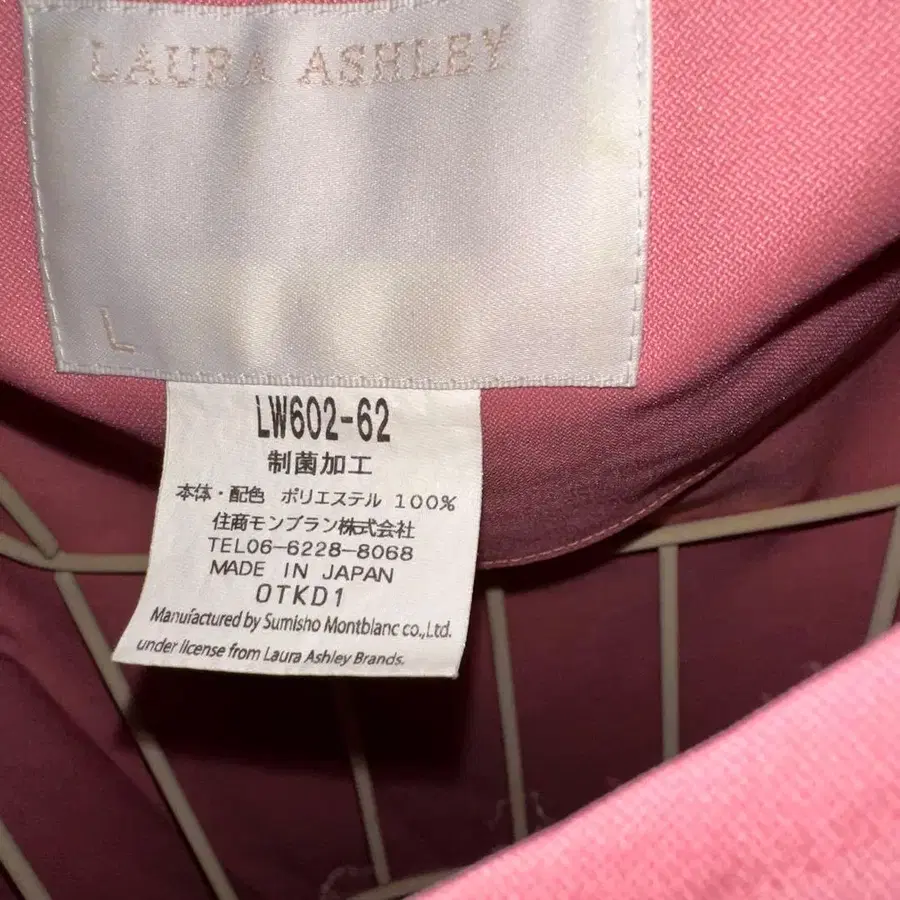 LAURA ASHLEY
L
LW602-62
制菌加工
本体・配色 ポリエステル 100%
住商モンブラン株式会社
TEL06-6228-8068
MADE IN JAPAN
OTKD1
Manufactured by Sumisho Montblanc co.,Ltd.
under license from Laura Ashley Brands.